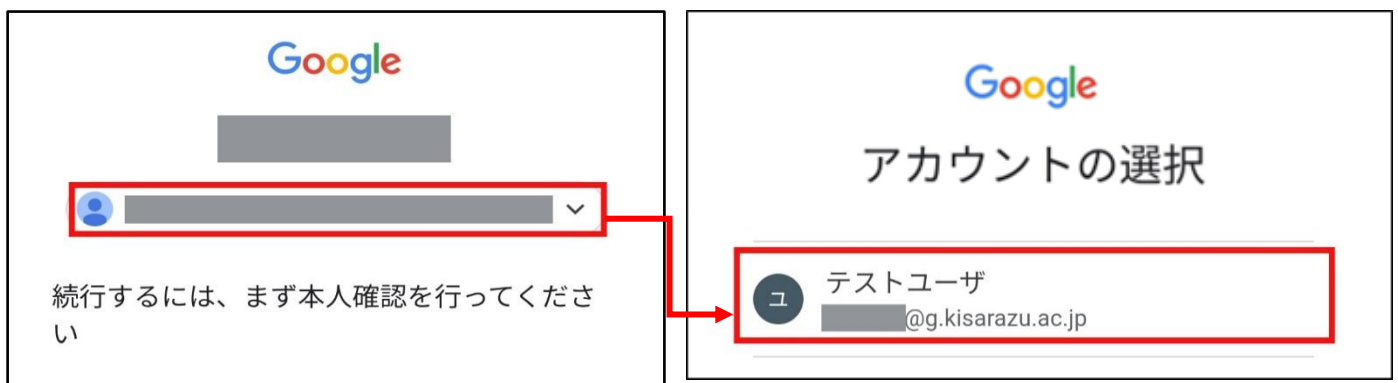 Google
続行するには、まず本人確認を行ってくださ
い
Google
アカウントの選択
ユ
テストユーザ
@g.kisarazu.ac.jp